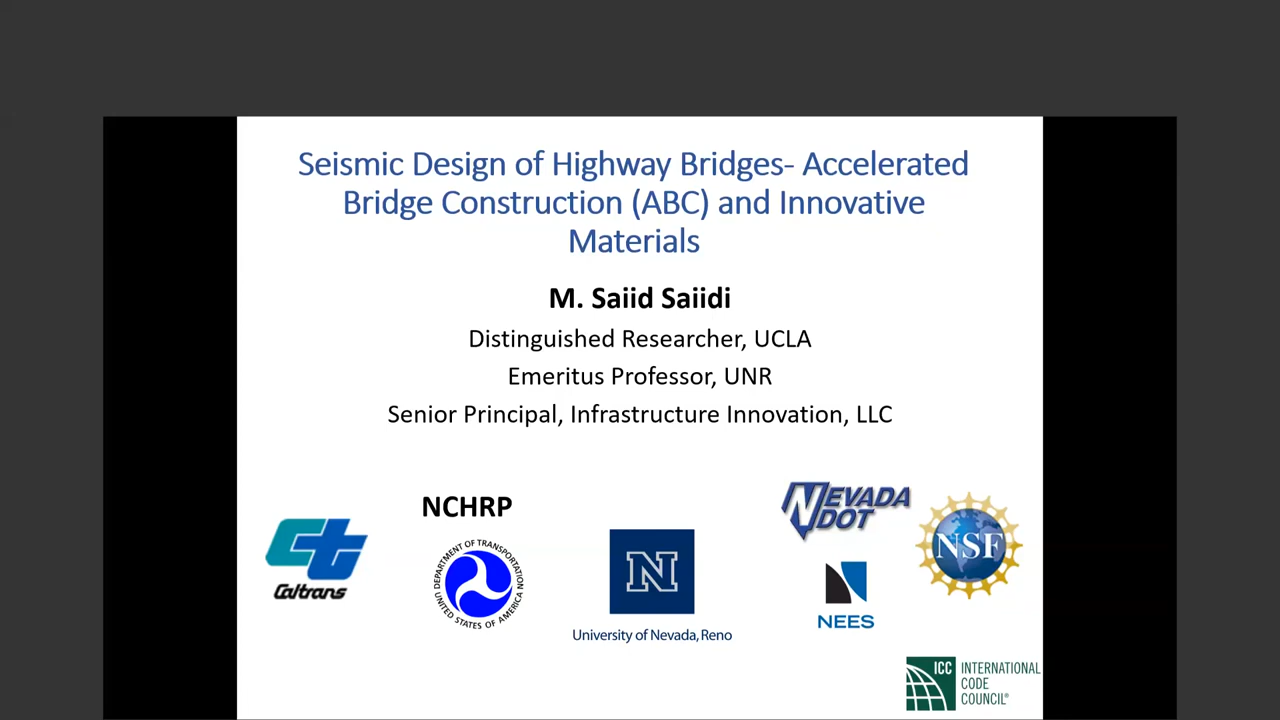 Seismic Design of Highway Bridges- Accelerated
Bridge Construction (ABC) and Innovative
Materials
M. Saiid Saiidi
Distinguished Researcher, UCLA
Emeritus Professor, UNR
Senior Principal, Infrastructure Innovation, LLC
Caltrans
NCHRP
DEPARTMENT OF TRANSPORTATION
UNITED STATES OF AMERICA
N
University of Nevada, Reno
NEVADA
DOT
NEES
NSF
ICC INTERNATIONAL
CODE
COUNCIL®